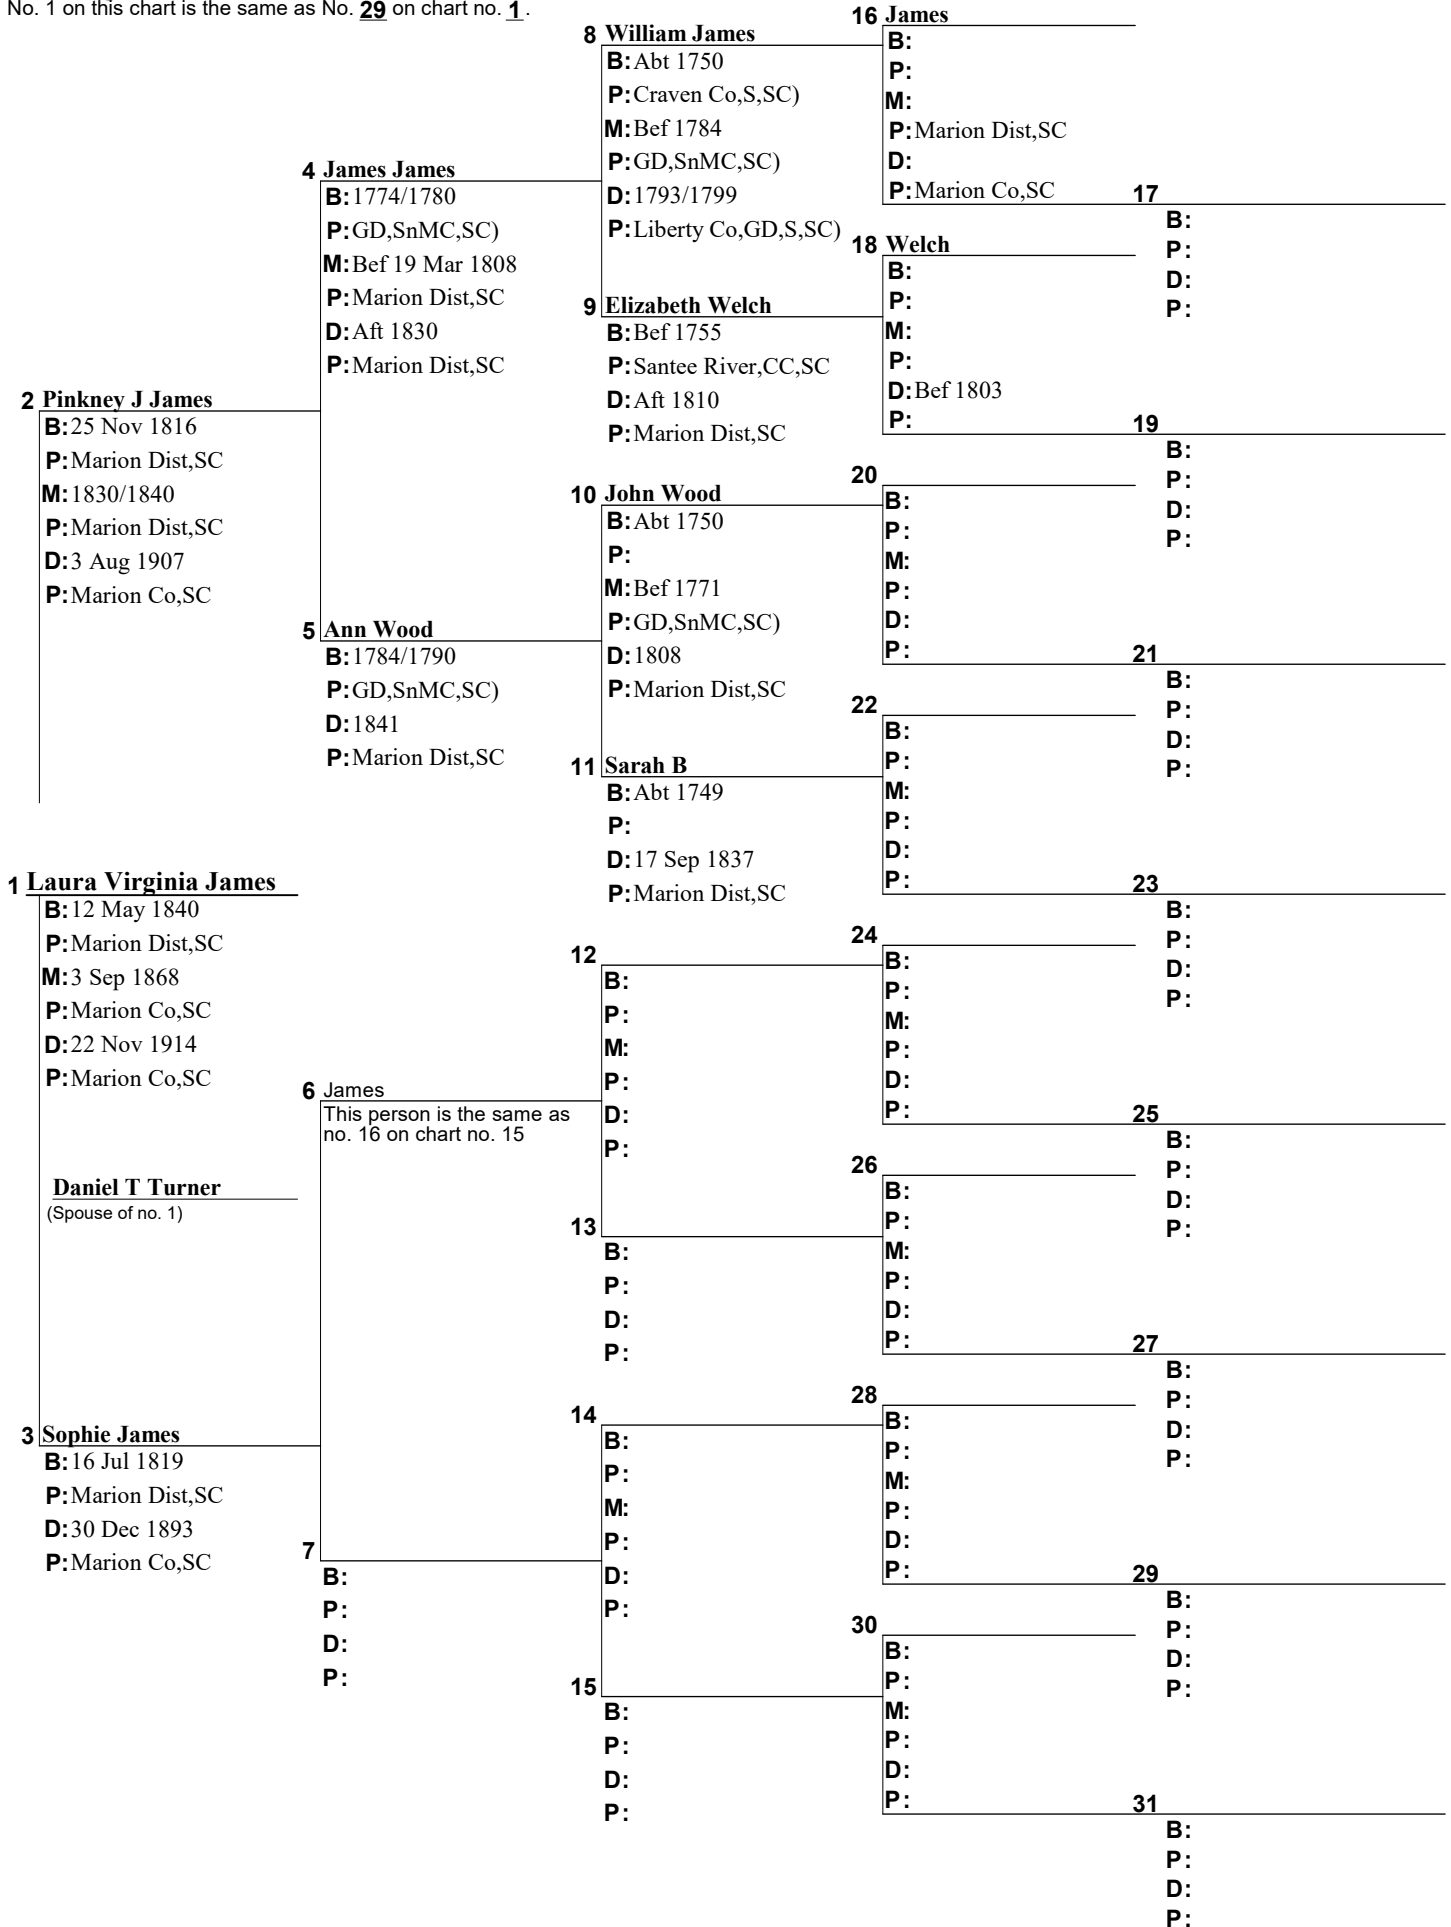 No. 1 on this chart is the same as No. 29 on chart no. 1.
1 Laura Virginia James
B: 12 May 1840
P: Marion Dist,SC
M: 3 Sep 1868
P: Marion Co,SC
D: 22 Nov 1914
P: Marion Co,SC
Daniel T Turner
(Spouse of no. 1)
2 Pinkney J James
B: 25 Nov 1816
P: Marion Dist,SC
M: 1830/1840
P: Marion Dist,SC
D: 3 Aug 1907
P: Marion Co,SC
3 Sophie James
B: 16 Jul 1819
P: Marion Dist,SC
D: 30 Dec 1893
P: Marion Co,SC
4 James James
B: 1774/1780
P: GD,SnMC,SC)
M: Bef 19 Mar 1808
P: Marion Dist,SC
D: Aft 1830
P: Marion Dist,SC
5 Ann Wood
B: 1784/1790
P: GD,SnMC,SC)
D: 1841
P: Marion Dist,SC
6 James
This person is the same as
no. 16 on chart no. 15
7
B:
P:
D:
P:
8 William James
B: Abt 1750
P: Craven Co,S,SC)
M: Bef 1784
P: GD,SnMC,SC)
D: 1793/1799
P: Liberty Co,GD,S,SC)
9 Elizabeth Welch
B: Bef 1755
P: Santee River,CC,SC
D: Aft 1810
P: Marion Dist,SC
10 John Wood
B: Abt 1750
P:
M: Bef 1771
P: GD,SnMC,SC)
D: 1808
P: Marion Dist,SC
11 Sarah B
B: Abt 1749
P:
D: 17 Sep 1837
P: Marion Dist,SC
12
B:
P:
M:
P:
D:
P:
13
B:
P:
D:
P:
14
B:
P:
M:
P:
D:
P:
15
B:
P:
D:
P:
16 James
B:
P:
M:
P: Marion Dist,SC
D:
P: Marion Co,SC
17
B:
P:
D:
P:
18 Welch
B:
P:
M:
P:
D: Bef 1803
P:
19
B:
P:
D:
P:
20
B:
P:
M:
P:
D:
P:
21
B:
P:
D:
P:
22
B:
P:
M:
P:
D:
P:
23
B:
P:
D:
P:
24
B:
P:
M:
P:
D:
P:
25
B:
P:
D:
P:
26
B:
P:
M:
P:
D:
P:
27
B:
P:
D:
P:
28
B:
P:
M:
P:
D:
P:
29
B:
P:
D:
P:
30
B:
P:
M:
P:
D:
P:
31
B:
P:
D:
P: